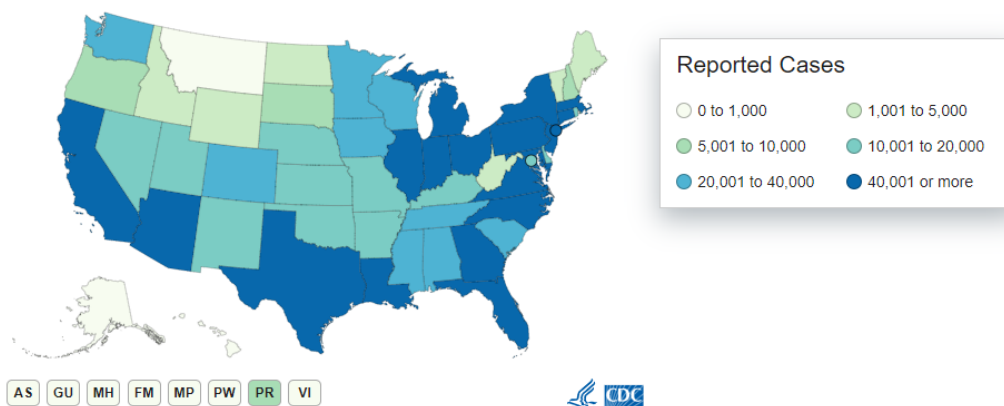 Reported Cases
0 to 1,000
1,001 to 5,000
5,001 to 10,000
10,001 to 20,000
20,001 to 40,000
40,001 or more
AS GU MH FM MP PW PR VI
CDC